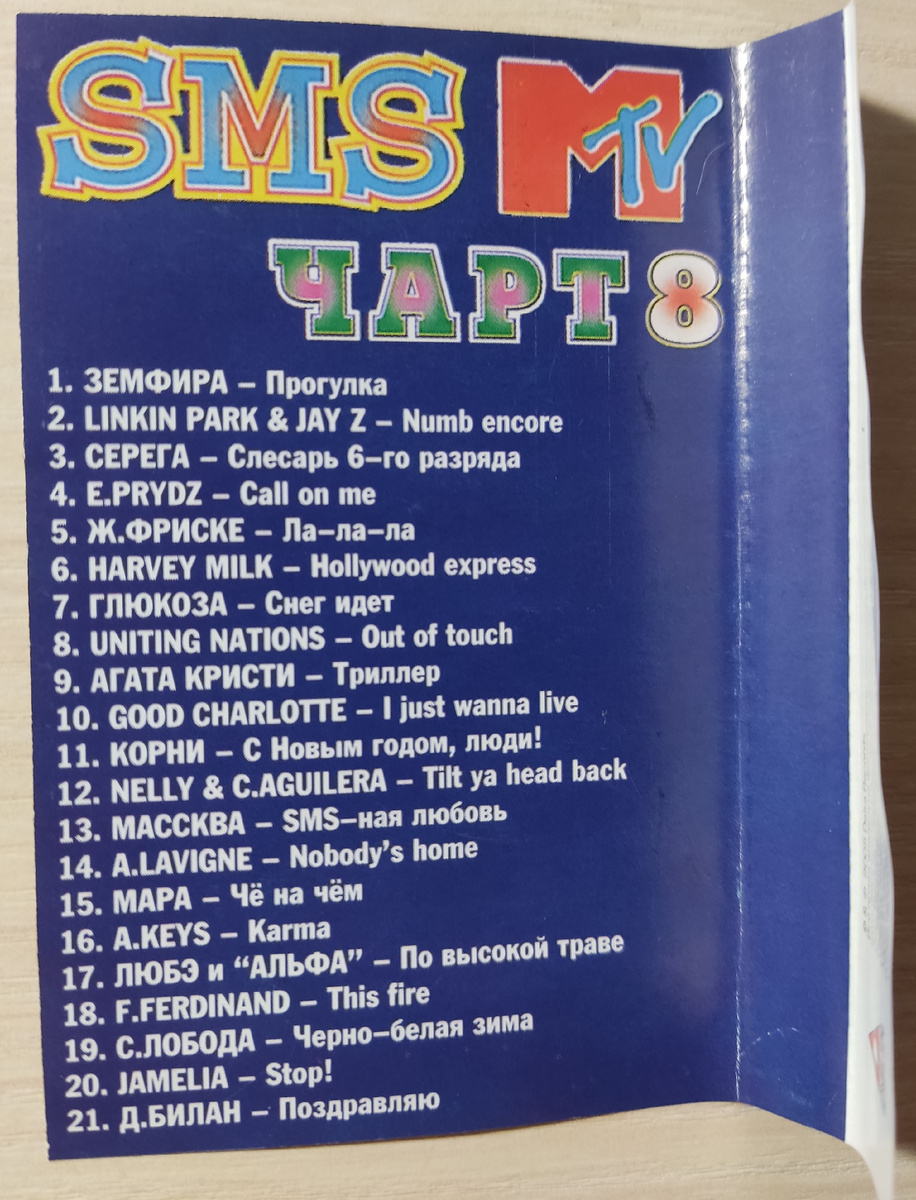 SMS MTV
ЧАРТ 8
1. ЗЕМФИРА – Прогулка
2. LINKIN PARK & JAY Z – Numb encore
3. СЕРЕГА – Слесарь 6–го разряда
4. E.PRYDZ – Call on me
5. Ж.ФРИСКЕ – Ла–ла–ла
6. HARVEY MILK – Hollywood express
7. ГЛЮКОЗА – Снег идет
8. UNITING NATIONS – Out of touch
9. АГАТА КРИСТИ – Триллер
10. GOOD CHARLOTTE – I just wanna live
11. КОРНИ – С Новым годом, люди!
12. NELLY & C.AGUILERA – Tilt ya head back
13. МАССКВА – SMS–ная любовь
14. A.LAVIGNE – Nobody's home
15. МАРА – Чё на чём
16. A.KEYS – Karma
17. ЛЮБЭ и “АЛЬФА” – По высокой траве
18. F.FERDINAND – This fire
19. С.ЛОБОДА – Черно–белая зима
20. JAMELIA – Stop!
21. Д.БИЛАН – Поздравляю